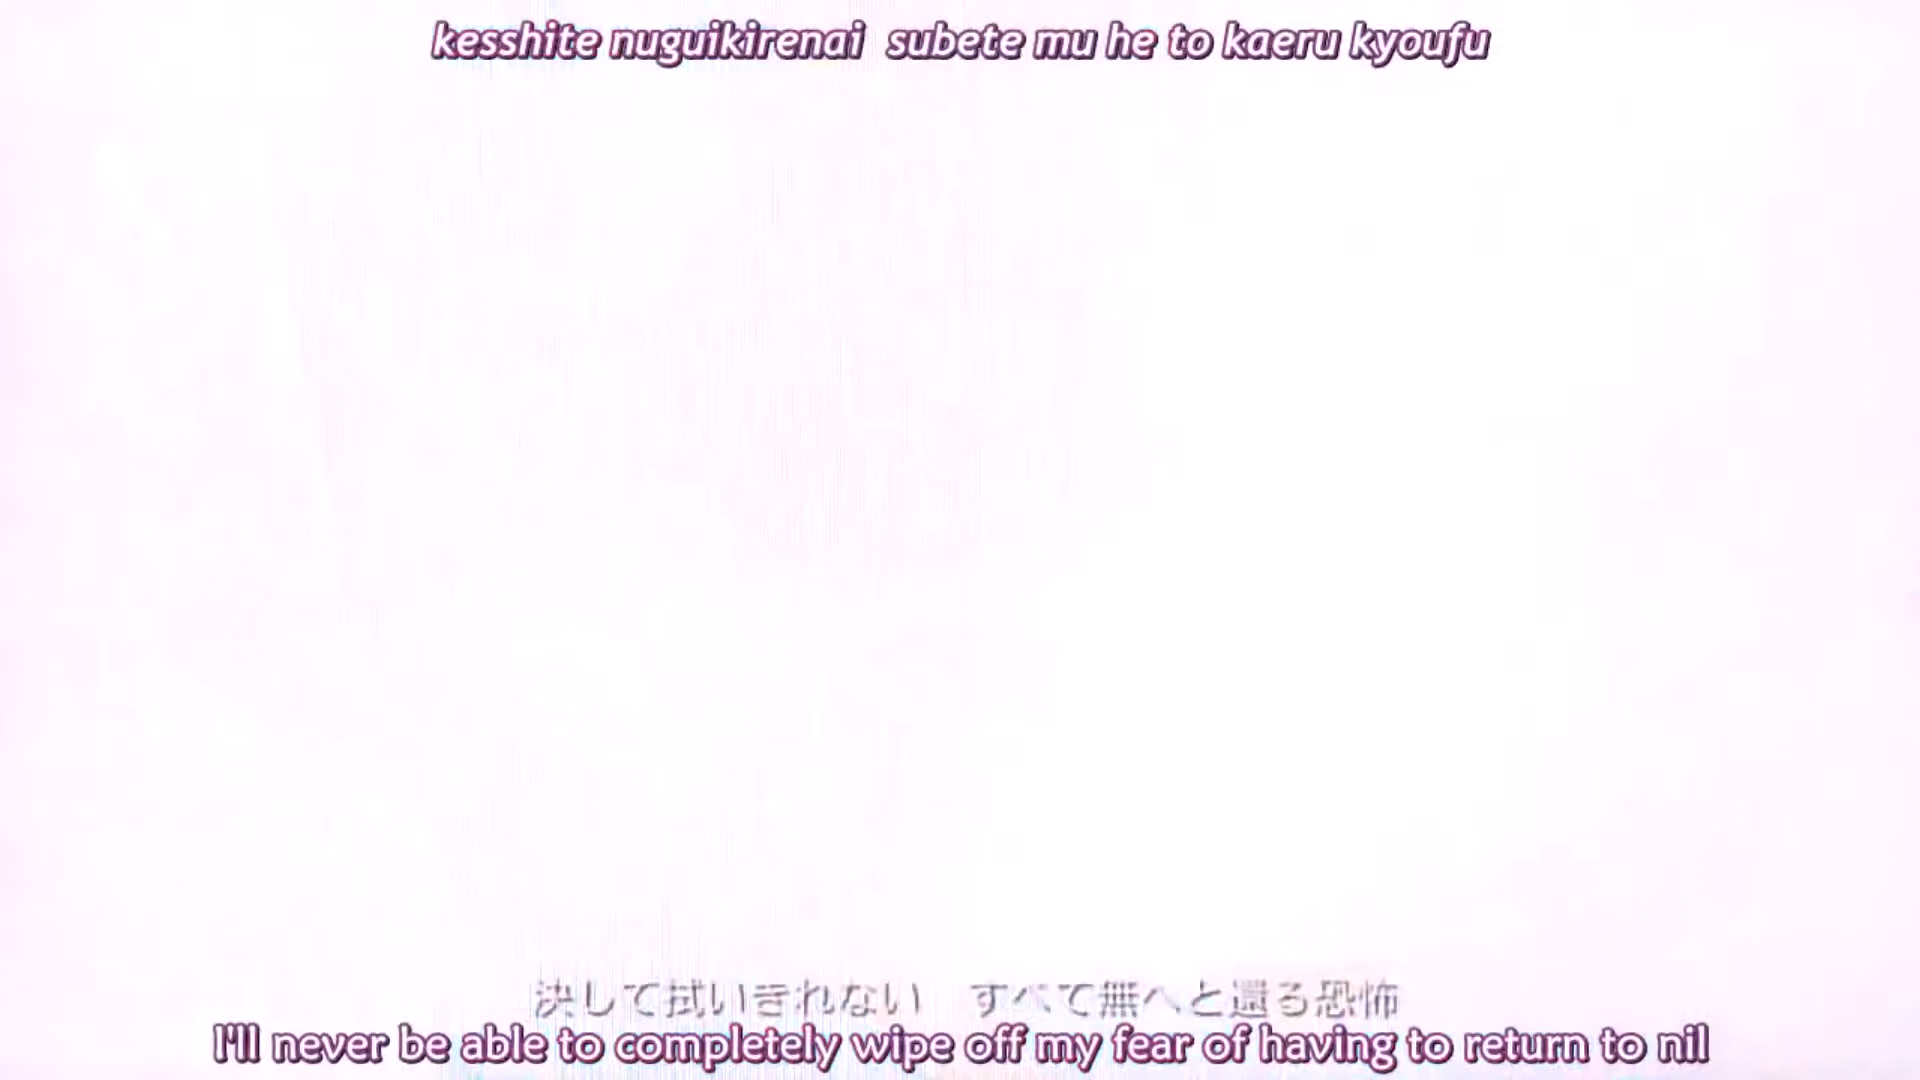 kesshite nuguikirenai  subete mu he to kaeru kyoufu
決して拭いきれない　すべて無へと還る恐怖
I'll never be able to completely wipe off my fear of having to return to nil